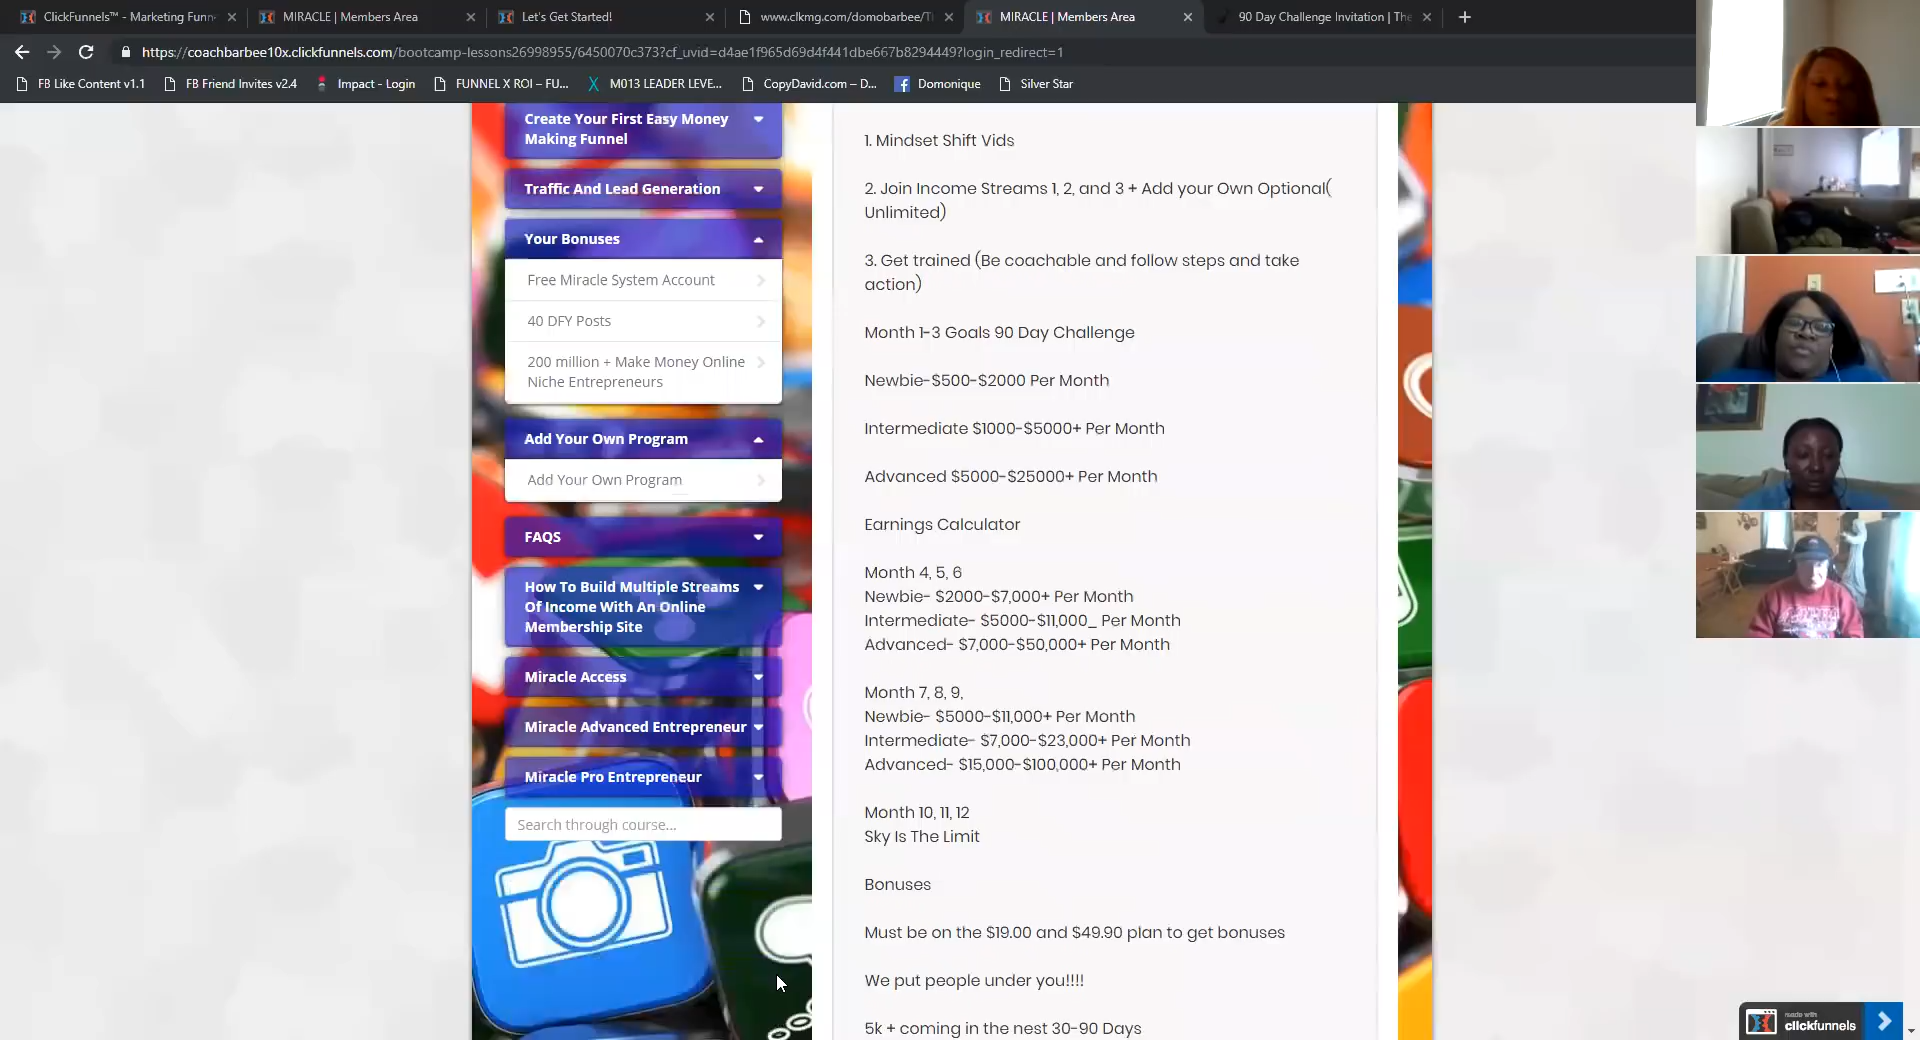 ClickFunnels™ - Marketing Funn
MIRACLE | Members Area
Let's Get Started!
www.clkmg.com/domobarbee/Ti
MIRACLE | Members Area
90 Day Challenge Invitation | The
https://coachbarbee10x.clickfunnels.com/bootcamp-lessons26998955/6450070c373?cf_uvid=d4ae1f965d69d4f441dbe667b8294449?login_redirect=1
FB Like Content v1.1
FB Friend Invites v2.4
Impact - Login
FUNNEL X ROI – FU...
M013 LEADER LEVE...
CopyDavid.com – D...
Domonique
Silver Star
Create Your First Easy Money
Making Funnel
Traffic And Lead Generation
Your Bonuses
Free Miracle System Account
40 DFY Posts
200 million + Make Money Online
Niche Entrepreneurs
Add Your Own Program
Add Your Own Program
FAQS
How To Build Multiple Streams
Of Income With An Online
Membership Site
Miracle Access
Miracle Advanced Entrepreneur
Miracle Pro Entrepreneur
Search through course...
1. Mindset Shift Vids
2. Join Income Streams 1, 2, and 3 + Add your Own Optional(
Unlimited)
3. Get trained (Be coachable and follow steps and take
action)
Month 1-3 Goals 90 Day Challenge
Newbie-$500-$2000 Per Month
Intermediate $1000-$5000+ Per Month
Advanced $5000-$25000+ Per Month
Earnings Calculator
Month 4, 5, 6
Newbie- $2000-$7,000+ Per Month
Intermediate- $5000-$11,000_ Per Month
Advanced- $7,000-$50,000+ Per Month
Month 7, 8, 9,
Newbie- $5000-$11,000+ Per Month
Intermediate- $7,000-$23,000+ Per Month
Advanced- $15,000-$100,000+ Per Month
Month 10, 11, 12
Sky Is The Limit
Bonuses
Must be on the $19.00 and $49.90 plan to get bonuses
We put people under you!!!!
5k + coming in the nest 30-90 Days
made with
clickfunnels